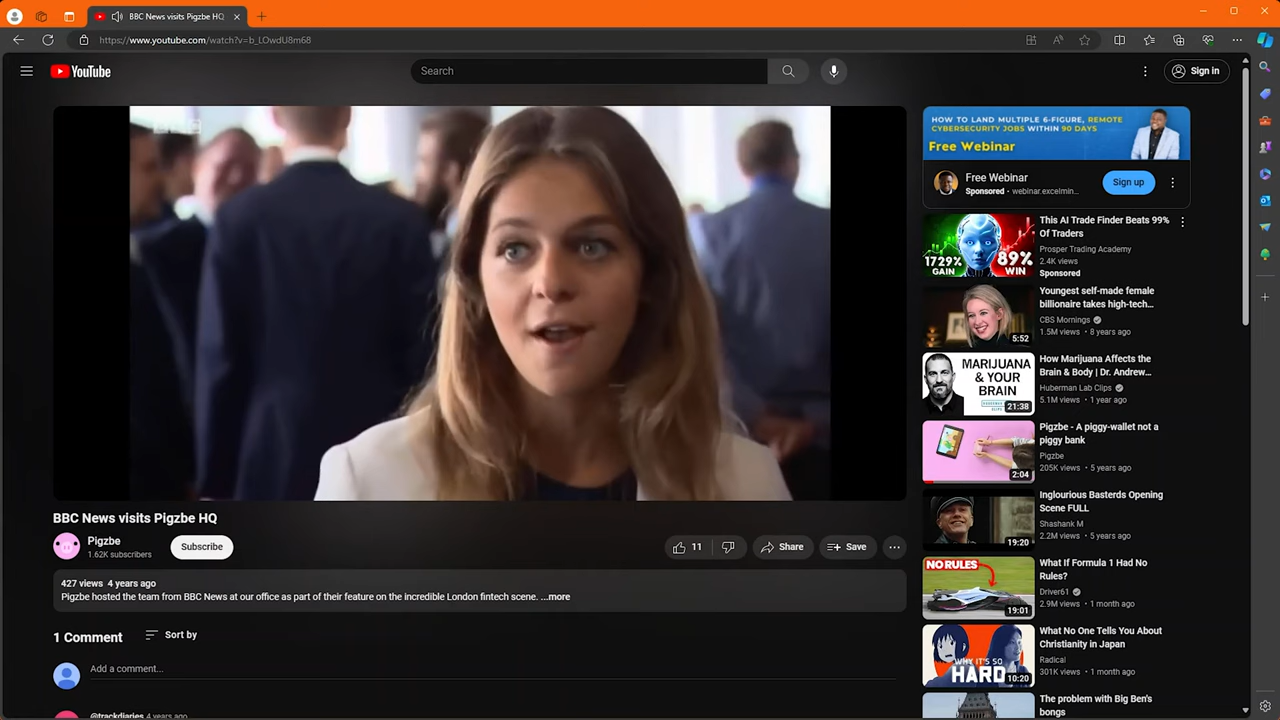 BBC News visits Pigzbe HQ
https://www.youtube.com/watch?v=b_LOwdU8m68
YouTube
Search
Sign in
HOW TO LAND MULTIPLE 6-FIGURE, REMOTE
CYBERSECURITY JOBS WITHIN 90 DAYS
Free Webinar
Free Webinar
Sponsored · webinar.excelmin...
Sign up
1729%
GAIN
89%
WIN
This AI Trade Finder Beats 99%
Of Traders
Prosper Trading Academy
2.4K views
Sponsored
5:52
Youngest self-made female
billionaire takes high-tech...
CBS Mornings
1.5M views · 8 years ago
MARIJUANA
& YOUR
BRAIN
21:38
How Marijuana Affects the
Brain & Body | Dr. Andrew...
Huberman Lab Clips
5.1M views · 1 year ago
2:04
Pigzbe - A piggy-wallet not a
piggy bank
Pigzbe
205K views · 5 years ago
19:20
Inglourious Basterds Opening
Scene FULL
Shashank M
2.2M views · 5 years ago
NO RULES
19:01
What If Formula 1 Had No
Rules?
Driver61
2.9M views · 1 month ago
WHY IT'S SO
HARD
10:20
What No One Tells You About
Christianity in Japan
Radical
301K views · 1 month ago
The problem with Big Ben's
bongs
BBC News visits Pigzbe HQ
Pigzbe
1.62K subscribers
Subscribe
11
Share
Save
427 views 4 years ago
Pigzbe hosted the team from BBC News at our office as part of their feature on the incredible London fintech scene. ...more
1 Comment
Sort by
Add a comment...
@trackdiaries 4 years ago